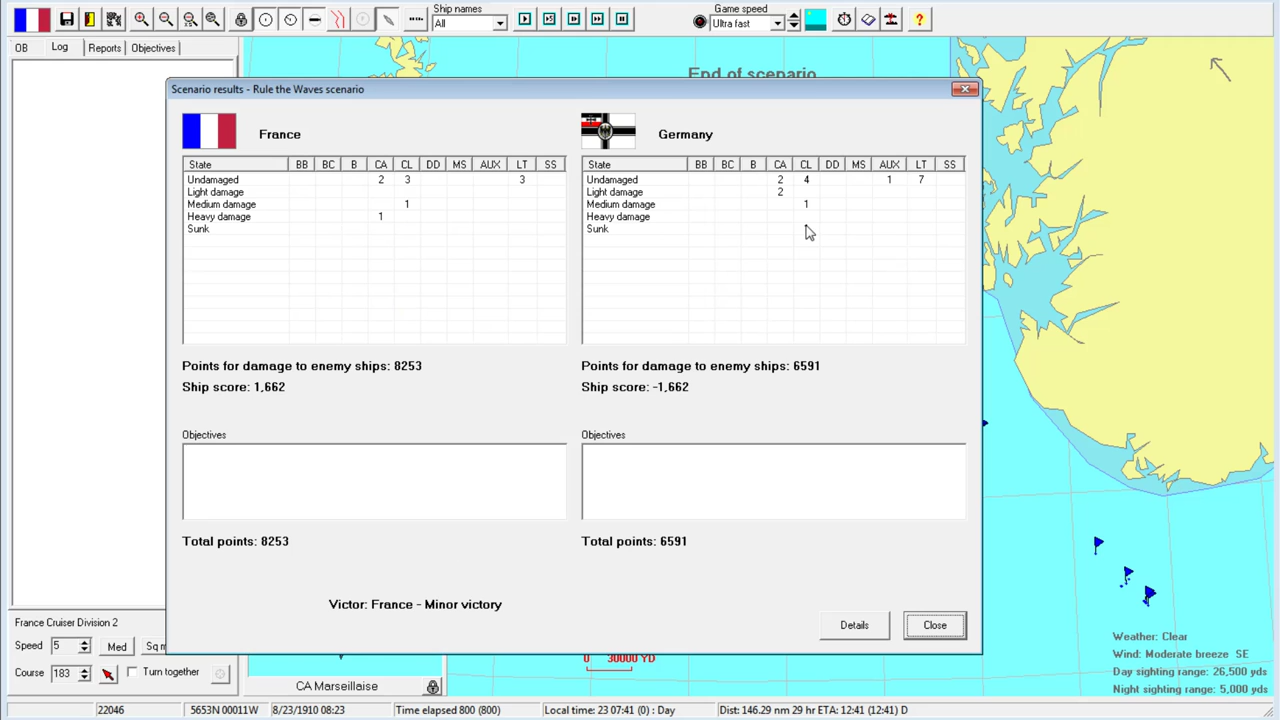 Ship names
Game speed
All
Ultra fast
?
OB Log Reports Objectives
End of scenario
Scenario results - Rule the Waves scenario
France
Germany
State BB BC B CA CL DD MS AUX LT SS
Undamaged 2 3 3
Light damage
Medium damage 1
Heavy damage 1
Sunk
State BB BC B CA CL DD MS AUX LT SS
Undamaged 2 4 1 7
Light damage 2
Medium damage 1
Heavy damage
Sunk
Points for damage to enemy ships: 8253
Ship score: 1,662
Points for damage to enemy ships: 6591
Ship score: -1,662
Objectives
Objectives
Total points: 8253
Total points: 6591
Victor: France - Minor victory
Details
Close
France Cruiser Division 2
Speed 5 Med Sq
Course 183 Turn together
CA Marseillaise
0 30000 YD
Weather: Clear
Wind: Moderate breeze SE
Day sighting range: 26,500 yds
Night sighting range: 5,000 yds
22046 5653N 00011W 8/23/1910 08:23 Time elapsed 800 (800) Local time: 23 07:41 (0) : Day Dist: 146.29 nm 29 hr ETA: 12:41 (12:41) D